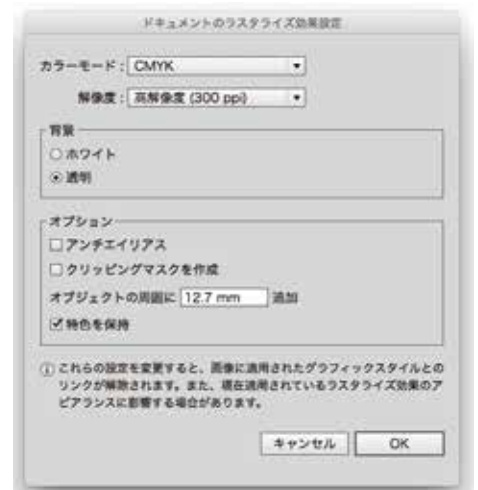 ドキュメントのラスタライズ効果設定
カラーモード： CMYK
解像度： 高解像度 (300 ppi)
背景
ホワイト
透明
オプション
アンチエイリアス
クリッピングマスクを作成
オブジェクトの周囲に 12.7 mm 追加
特色を保持
これらの設定を変更すると、画像に適用されたグラフィックスタイルとの
リンクが解除されます。また、現在適用されているラスタライズ効果のア
ピアランスに影響する場合があります。
キャンセル OK